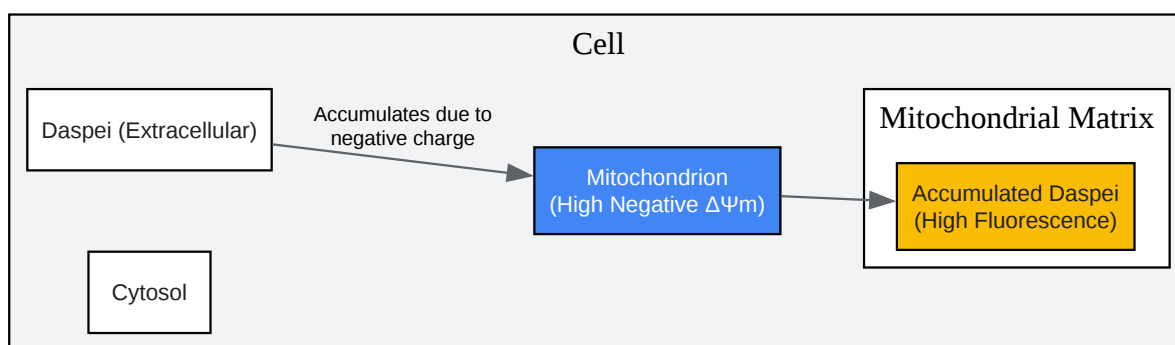 Cell
Daspei (Extracellular)
Accumulates due to
negative charge
Mitochondrion
(High Negative ΔΨm)
Mitochondrial Matrix
Accumulated Daspei
(High Fluorescence)
Cytosol